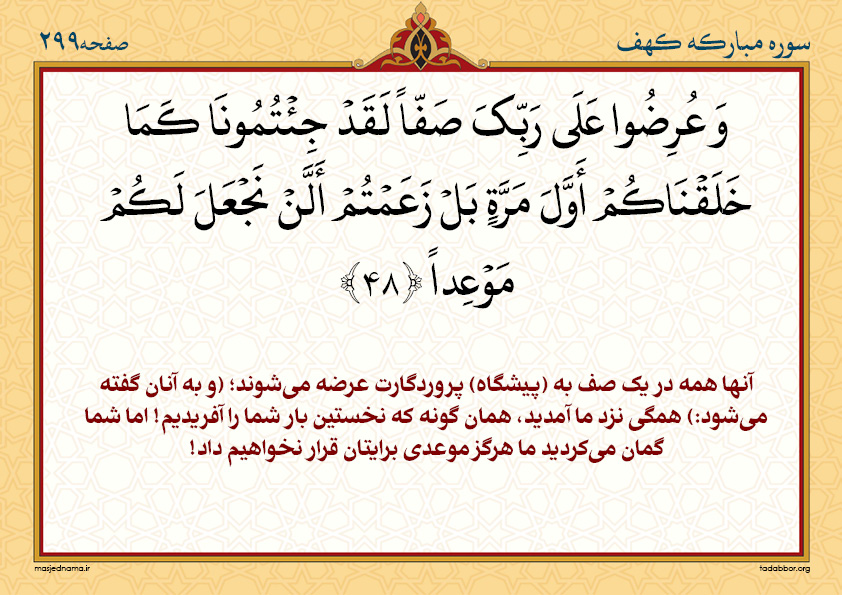 سوره مبارکه کهف
صفحه۲۹۹
وَ عُرِضُوا عَلَى رَبِّكَ صَفّاً لَقَدْ جِئْتُمُونَا كَمَا
خَلَقْنَاكُمْ أَوَّلَ مَرَّةٍ بَلْ زَعَمْتُمْ أَلَّنْ نَجْعَلَ لَكُمْ
مَوْعِداً ﴿۴۸﴾
آنها همه در یک صف به (پیشگاه) پروردگارت عرضه می‌شوند؛ (و به آنان گفته
می‌شود:) همگی نزد ما آمدید، همان گونه که نخستین بار شما را آفریدیم! اما شما
گمان می‌کردید ما هرگز موعدی برایتان قرار نخواهیم داد!
masjednama.ir
tadabbor.org